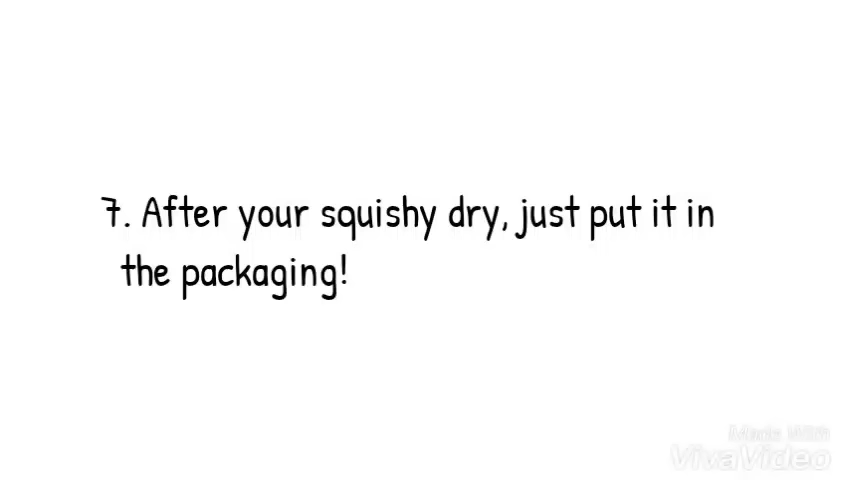 7. After your squishy dry, just put it in
the packaging!
Made With
VivaVideo